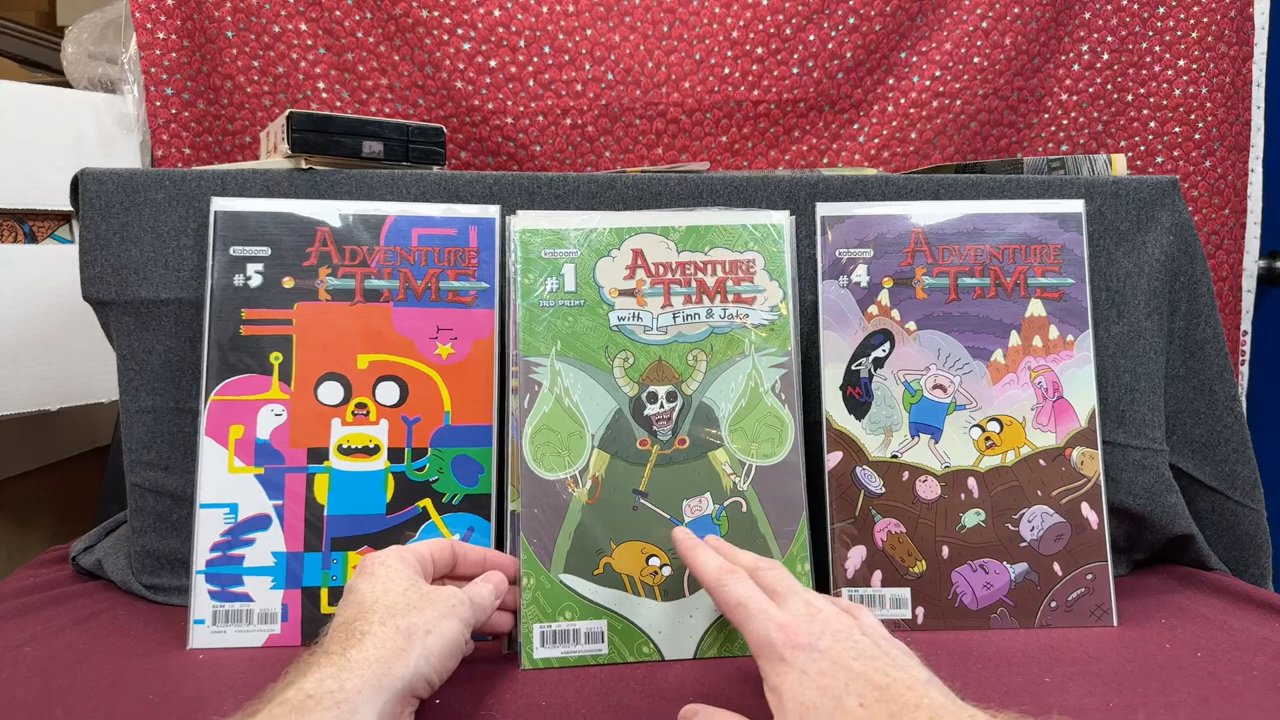 kaboom!
#5
ADVENTURE
TIME
kaboom!
#1
3RD PRINT
ADVENTURE
TIME
with Finn & Jake
kaboom!
#4
ADVENTURE
TIME